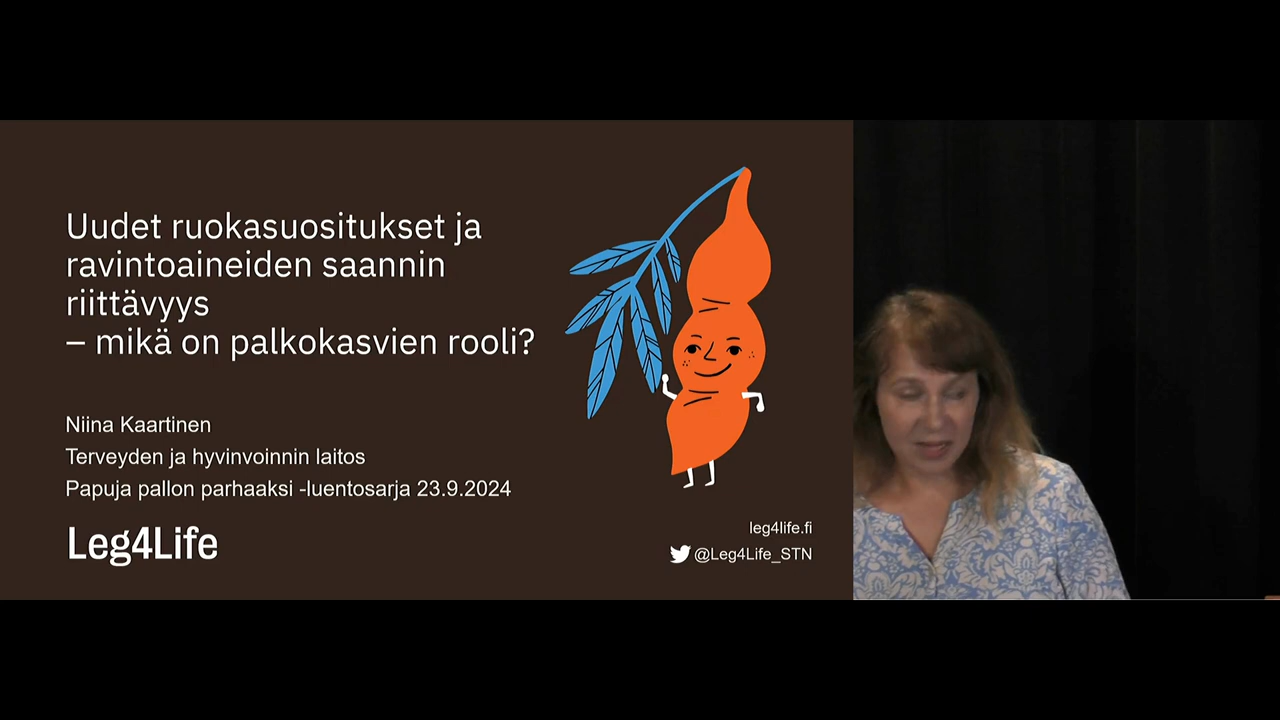 Uudet ruokasuositukset ja
ravintoaineiden saannin
riittävyys
– mikä on palkokasvien rooli?
Niina Kaartinen
Terveyden ja hyvinvoinnin laitos
Papuja pallon parhaaksi -luentosarja 23.9.2024
Leg4Life
leg4life.fi
@Leg4Life_STN